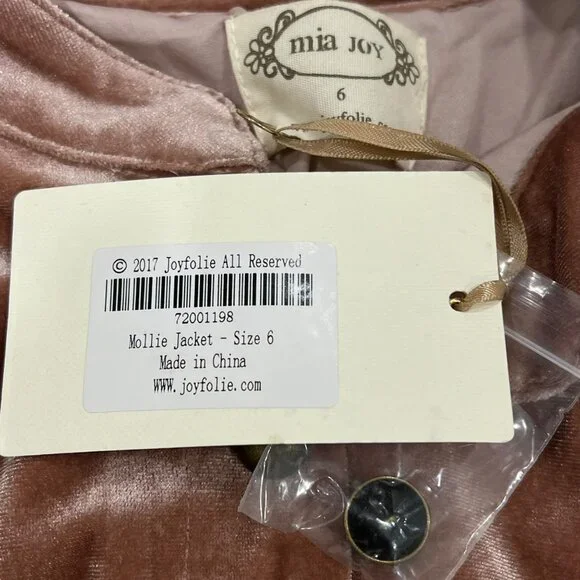 mia JOY
6
© 2017 Joyfolie All Reserved
72001198
Mollie Jacket - Size 6
Made in China
WWW. joyfolie. com